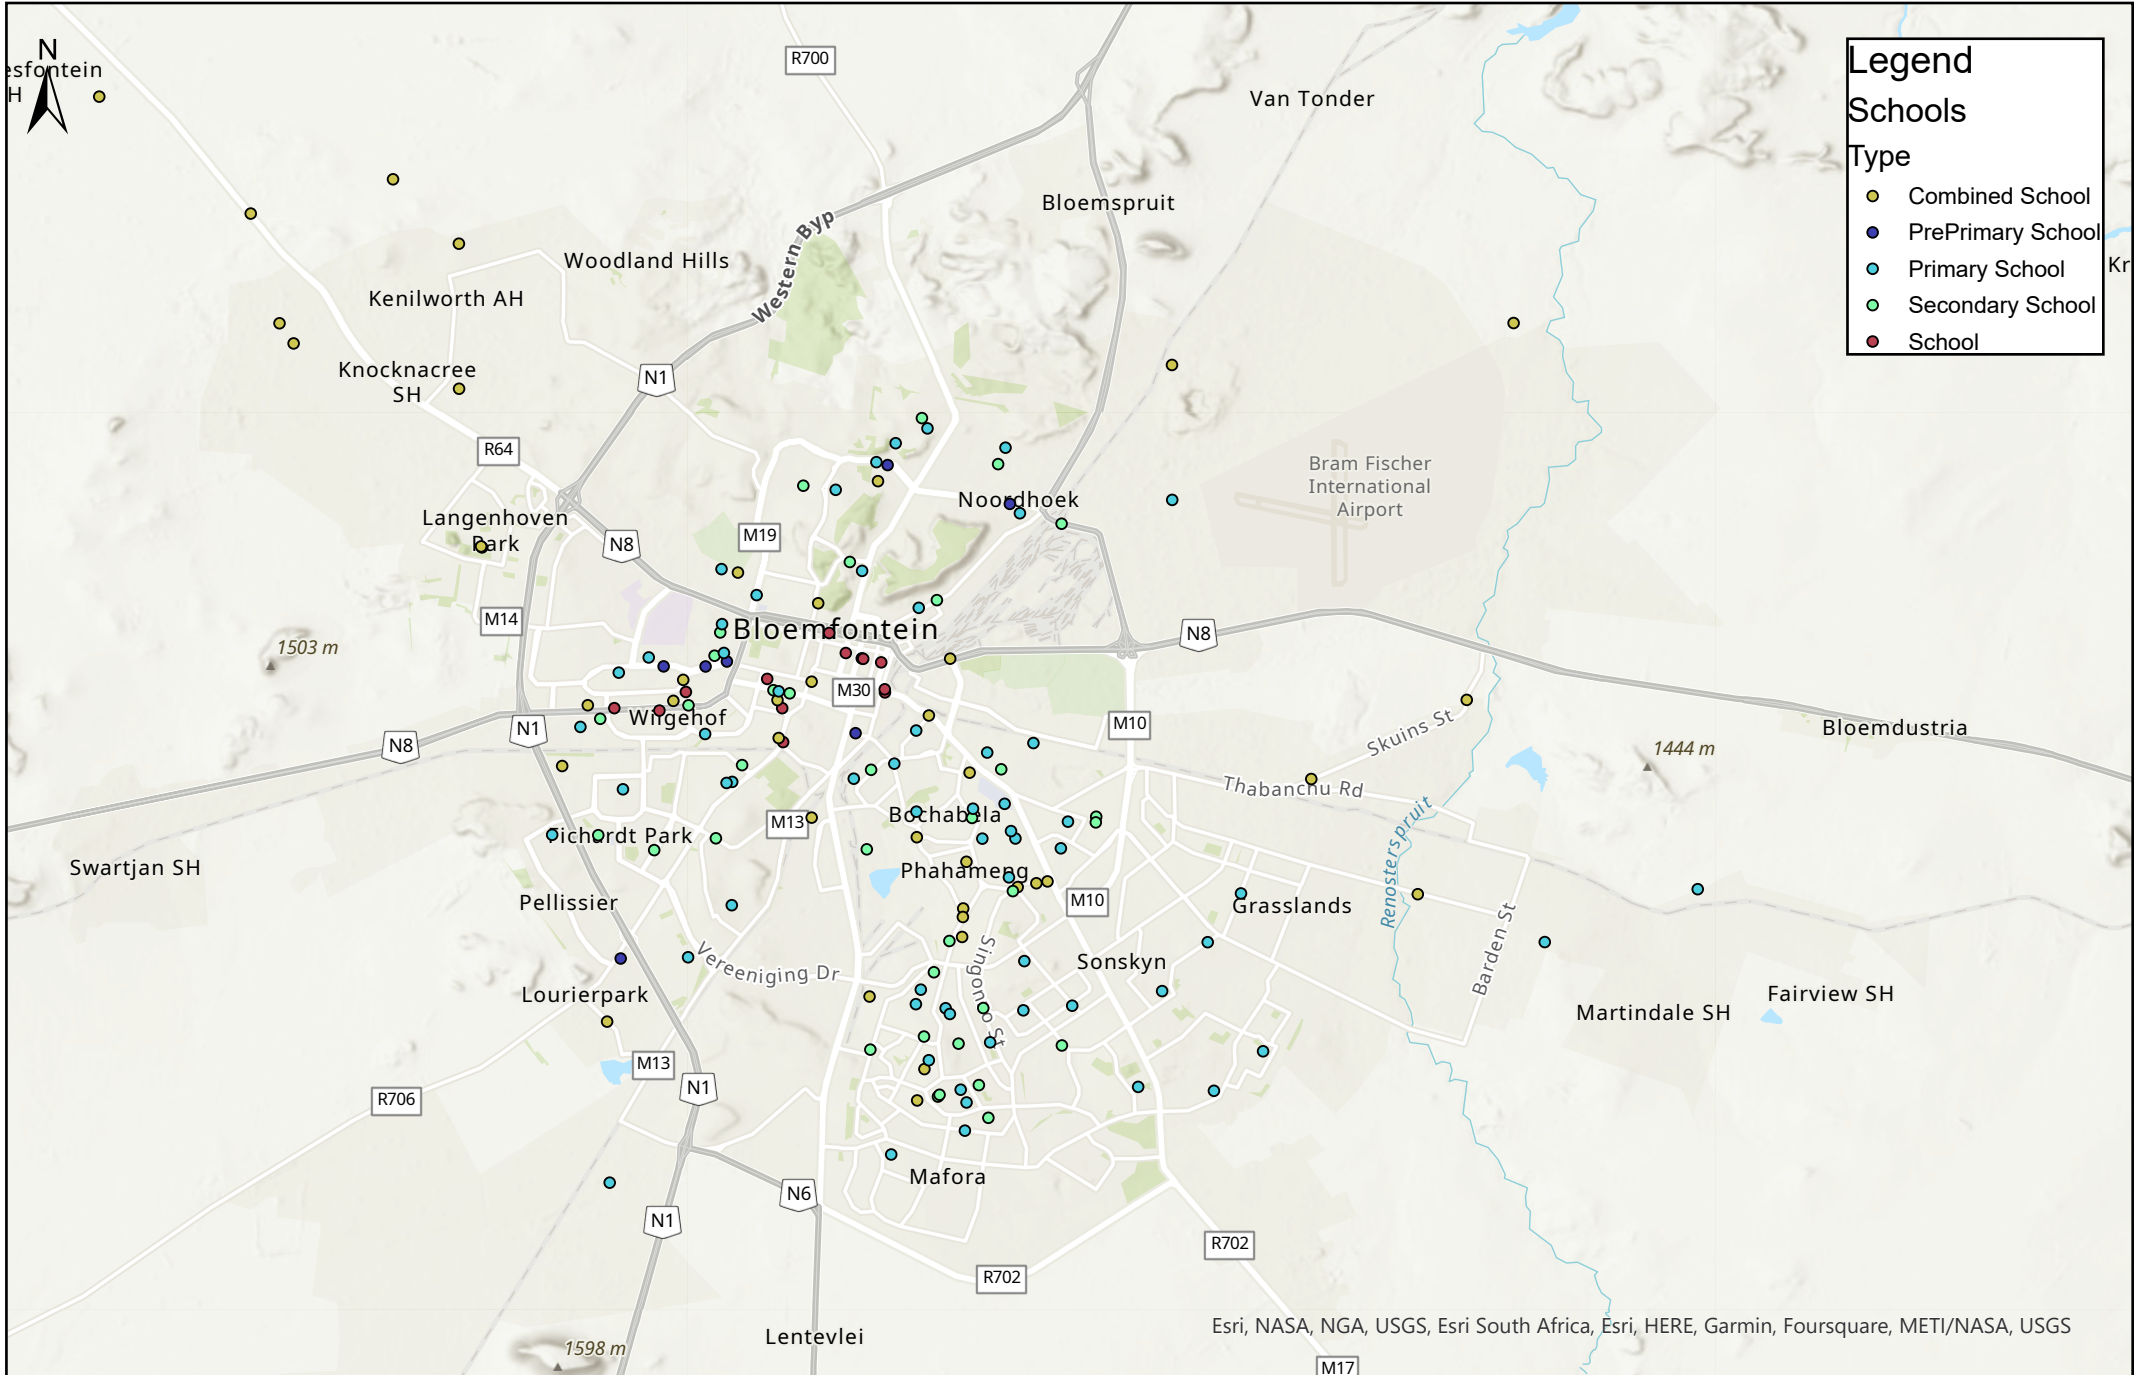 N
esfontein
H
R700
Van Tonder
Legend
Schools
Type
Combined School
PrePrimary School
Primary School
Secondary School
School
Bloemspruit
Western Byp
Woodland Hills
Kr
Kenilworth AH
Knocknacree
SH
N1
R64
Bram Fischer
International
Airport
Noordhoek
Langenhoven
Park
N8
M19
M14
Bloemfontein
N8
1503 m
M30
Wilgehof
N1
N8
M10
Skuins St
Bloemdustria
1444 m
Thabanchu Rd
Bochabela
M13
Fichardt Park
Renosterspruit
Swartjan SH
Phahameng
Pellissier
M10
Grasslands
Barden St
Singonzo St
Vereeniging Dr
Sonskyn
Lourierpark
Fairview SH
Martindale SH
M13
N1
R706
Mafora
N6
N1
R702
R702
Esri, NASA, NGA, USGS, Esri South Africa, Esri, HERE, Garmin, Foursquare, METI/NASA, USGS
Lentevlei
1598 m
M17